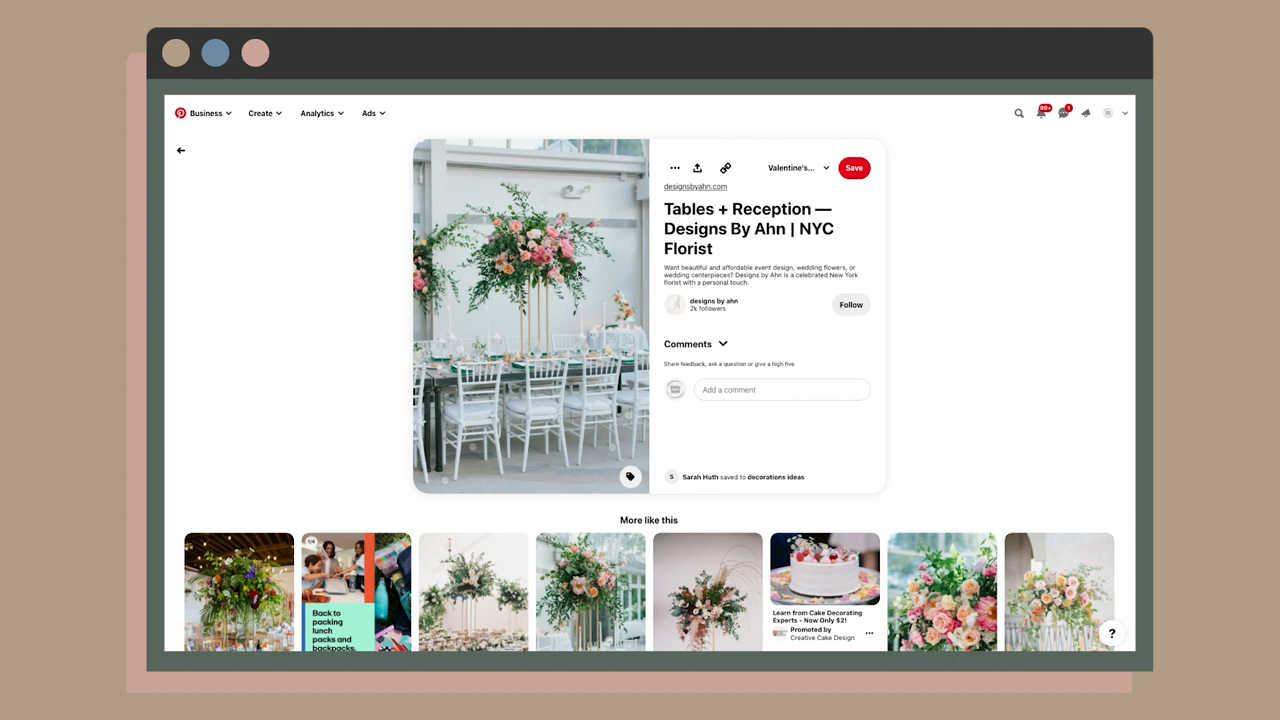 Business
Create
Analytics
Ads
99+
1
Valentine's...
Save
designsbyahn.com
Tables + Reception —
Designs By Ahn | NYC
Florist
Want beautiful and affordable event design, wedding flowers, or
wedding centerpieces? Designs by Ahn is a celebrated New York
florist with a personal touch.
designs by ahn
2k followers
Follow
Comments
Share feedback, ask a question or give a high five
Add a comment
S
Sarah Huth saved to decorations ideas
More like this
1/4
Back to
packing
lunch
packs and
backpacks.
Learn from Cake Decorating
Experts - Now Only $2!
Promoted by
Creative Cake Design
?